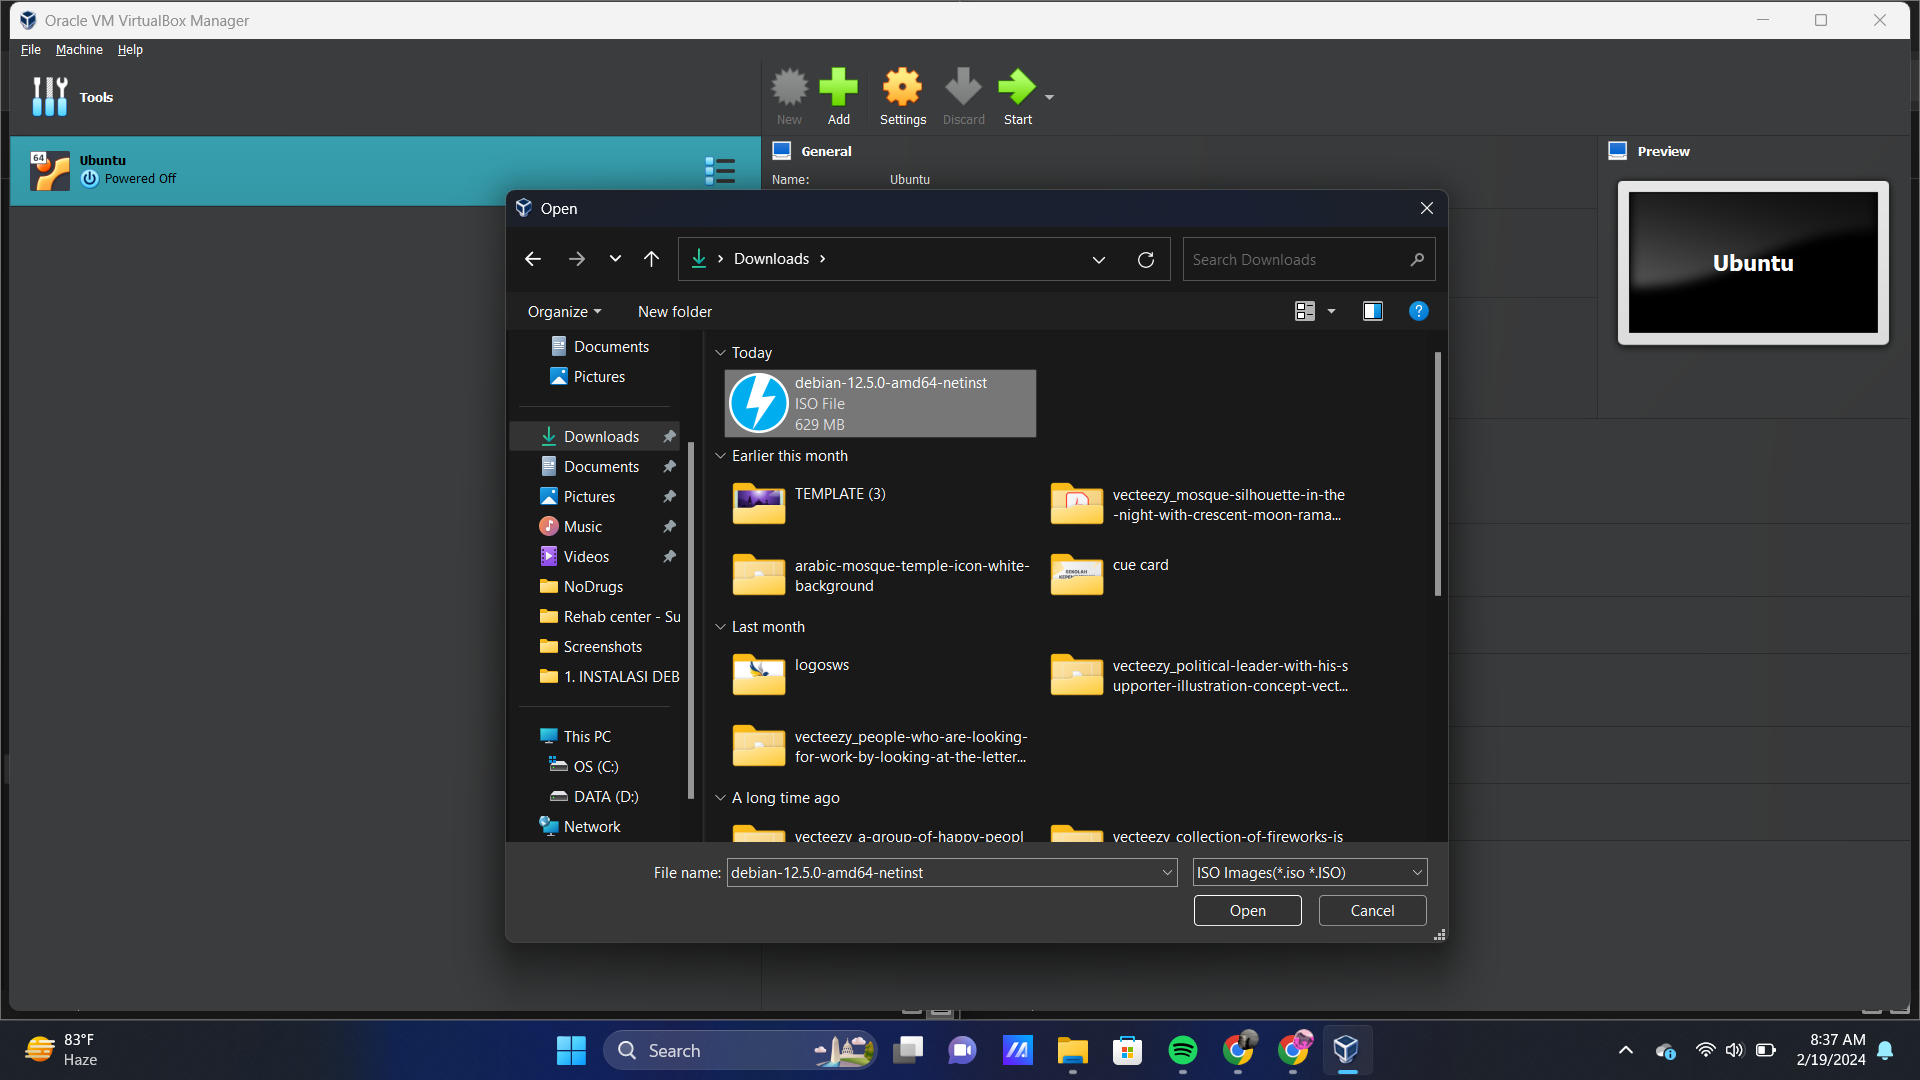 Oracle VM VirtualBox Manager
File Machine Help
Tools
New
Add
Settings
Discard
Start
64
Ubuntu
Powered Off
General
Name: Ubuntu
Preview
Ubuntu
Open
Downloads
Search Downloads
Organize
New folder
Documents
Pictures
Downloads
Documents
Pictures
Music
Videos
NoDrugs
Rehab center - Su
Screenshots
1. INSTALASI DEB
This PC
OS (C:)
DATA (D:)
Network
Today
debian-12.5.0-amd64-netinst
ISO File
629 MB
Earlier this month
TEMPLATE (3)
vecteezy_mosque-silhouette-in-the
-night-with-crescent-moon-rama...
arabic-mosque-temple-icon-white-
background
cue card
Last month
logosws
vecteezy_political-leader-with-his-s
upporter-illustration-concept-vect...
vecteezy_people-who-are-looking-
for-work-by-looking-at-the-letter...
A long time ago
vecteezy_a-group-of-happy-peopl
vecteezy_collection-of-fireworks-is
File name: debian-12.5.0-amd64-netinst
ISO Images(*.iso *.ISO)
Open
Cancel
83°F
Haze
Search
8:37 AM
2/19/2024